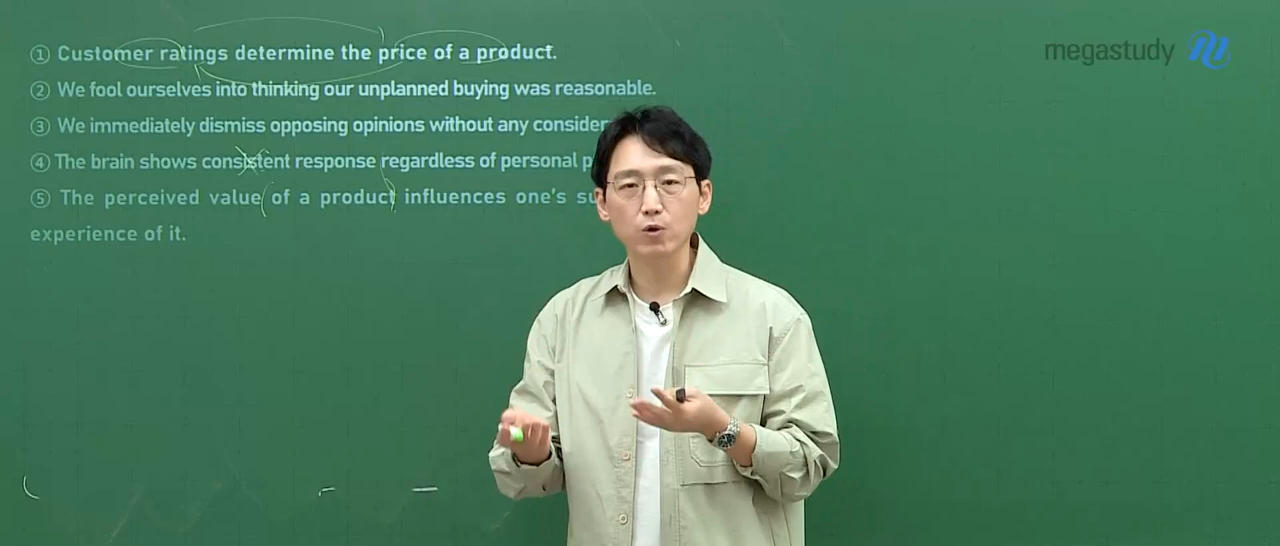 ① Customer ratings determine the price of a product.
② We fool ourselves into thinking our unplanned buying was reasonable.
③ We immediately dismiss opposing opinions without any
④ The brain shows consistent response regardless of personal
⑤ The perceived value of a product influences one's
experience of it.
megastudy